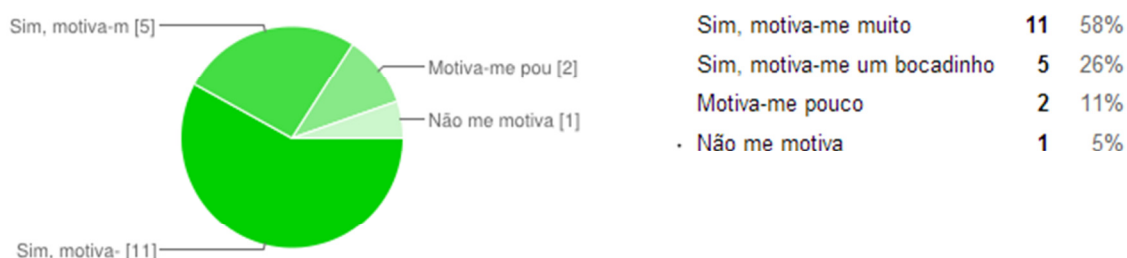 Sim, motiva-m [5]
Motiva-me pou [2]
Não me motiva [1]
Sim, motiva- [11]
Sim, motiva-me muito 11 58%
Sim, motiva-me um bocadinho 5 26%
Motiva-me pouco 2 11%
Não me motiva 1 5%